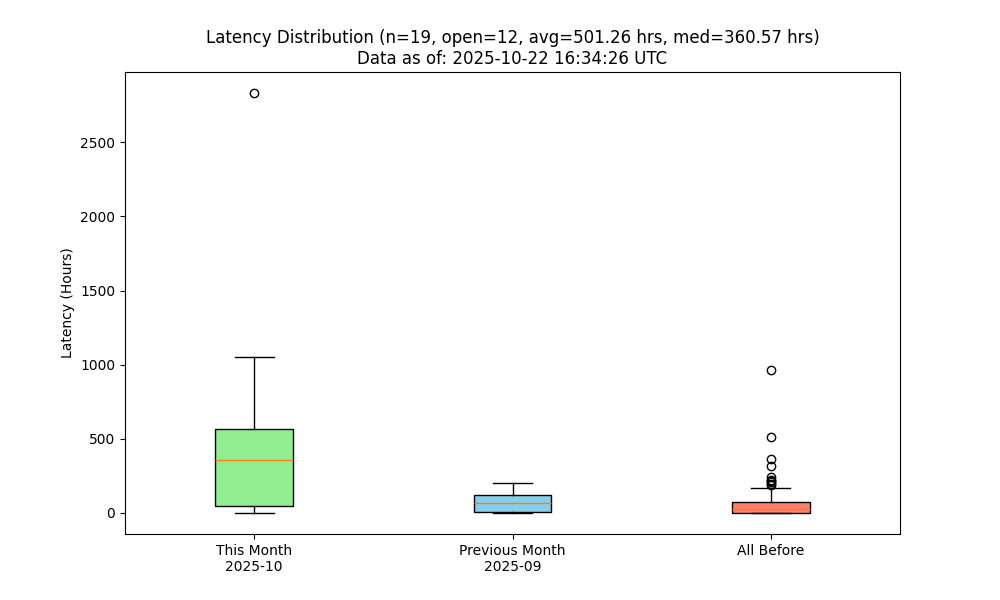 Latency Distribution (n=19, open=12, avg=501.26 hrs, med=360.57 hrs)
Data as of: 2025-10-22 16:34:26 UTC
Latency (Hours)
2500
2000
1500
1000
500
0
This Month
2025-10
Previous Month
2025-09
All Before